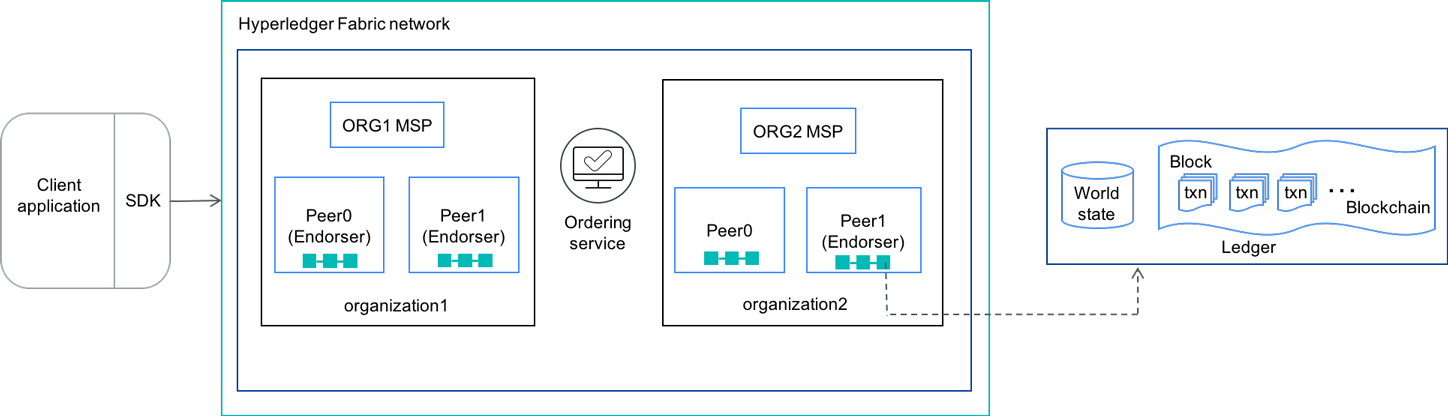 Hyperledger Fabric network
Client
application
SDK
ORG1 MSP
Peer0
(Endorser)
Peer1
(Endorser)
organization1
Ordering
service
ORG2 MSP
Peer0
Peer1
(Endorser)
organization2
World
state
Block
txn
txn
txn
...
Blockchain
Ledger